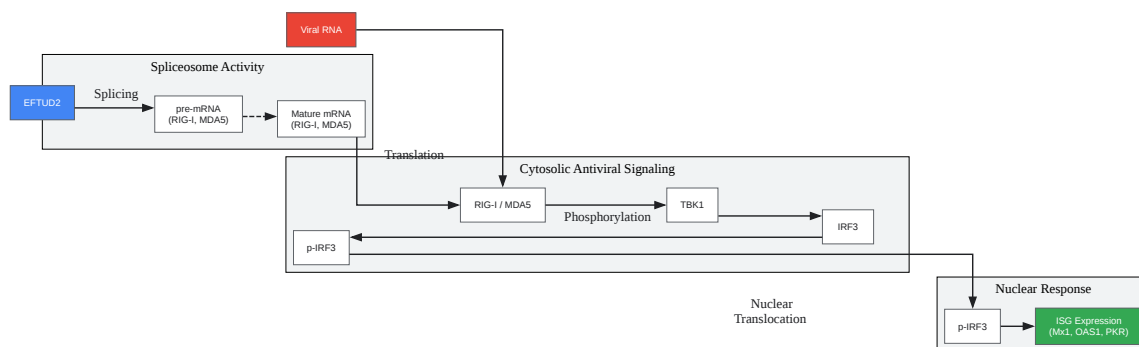 Viral RNA
Spliceosome Activity
EFTUD2
Splicing
pre-mRNA
(RIG-I, MDA5)
Mature mRNA
(RIG-I, MDA5)
Translation
Cytosolic Antiviral Signaling
RIG-I / MDA5
Phosphorylation
TBK1
IRF3
p-IRF3
Nuclear
Translocation
Nuclear Response
p-IRF3
ISG Expression
(Mx1, OAS1, PKR)